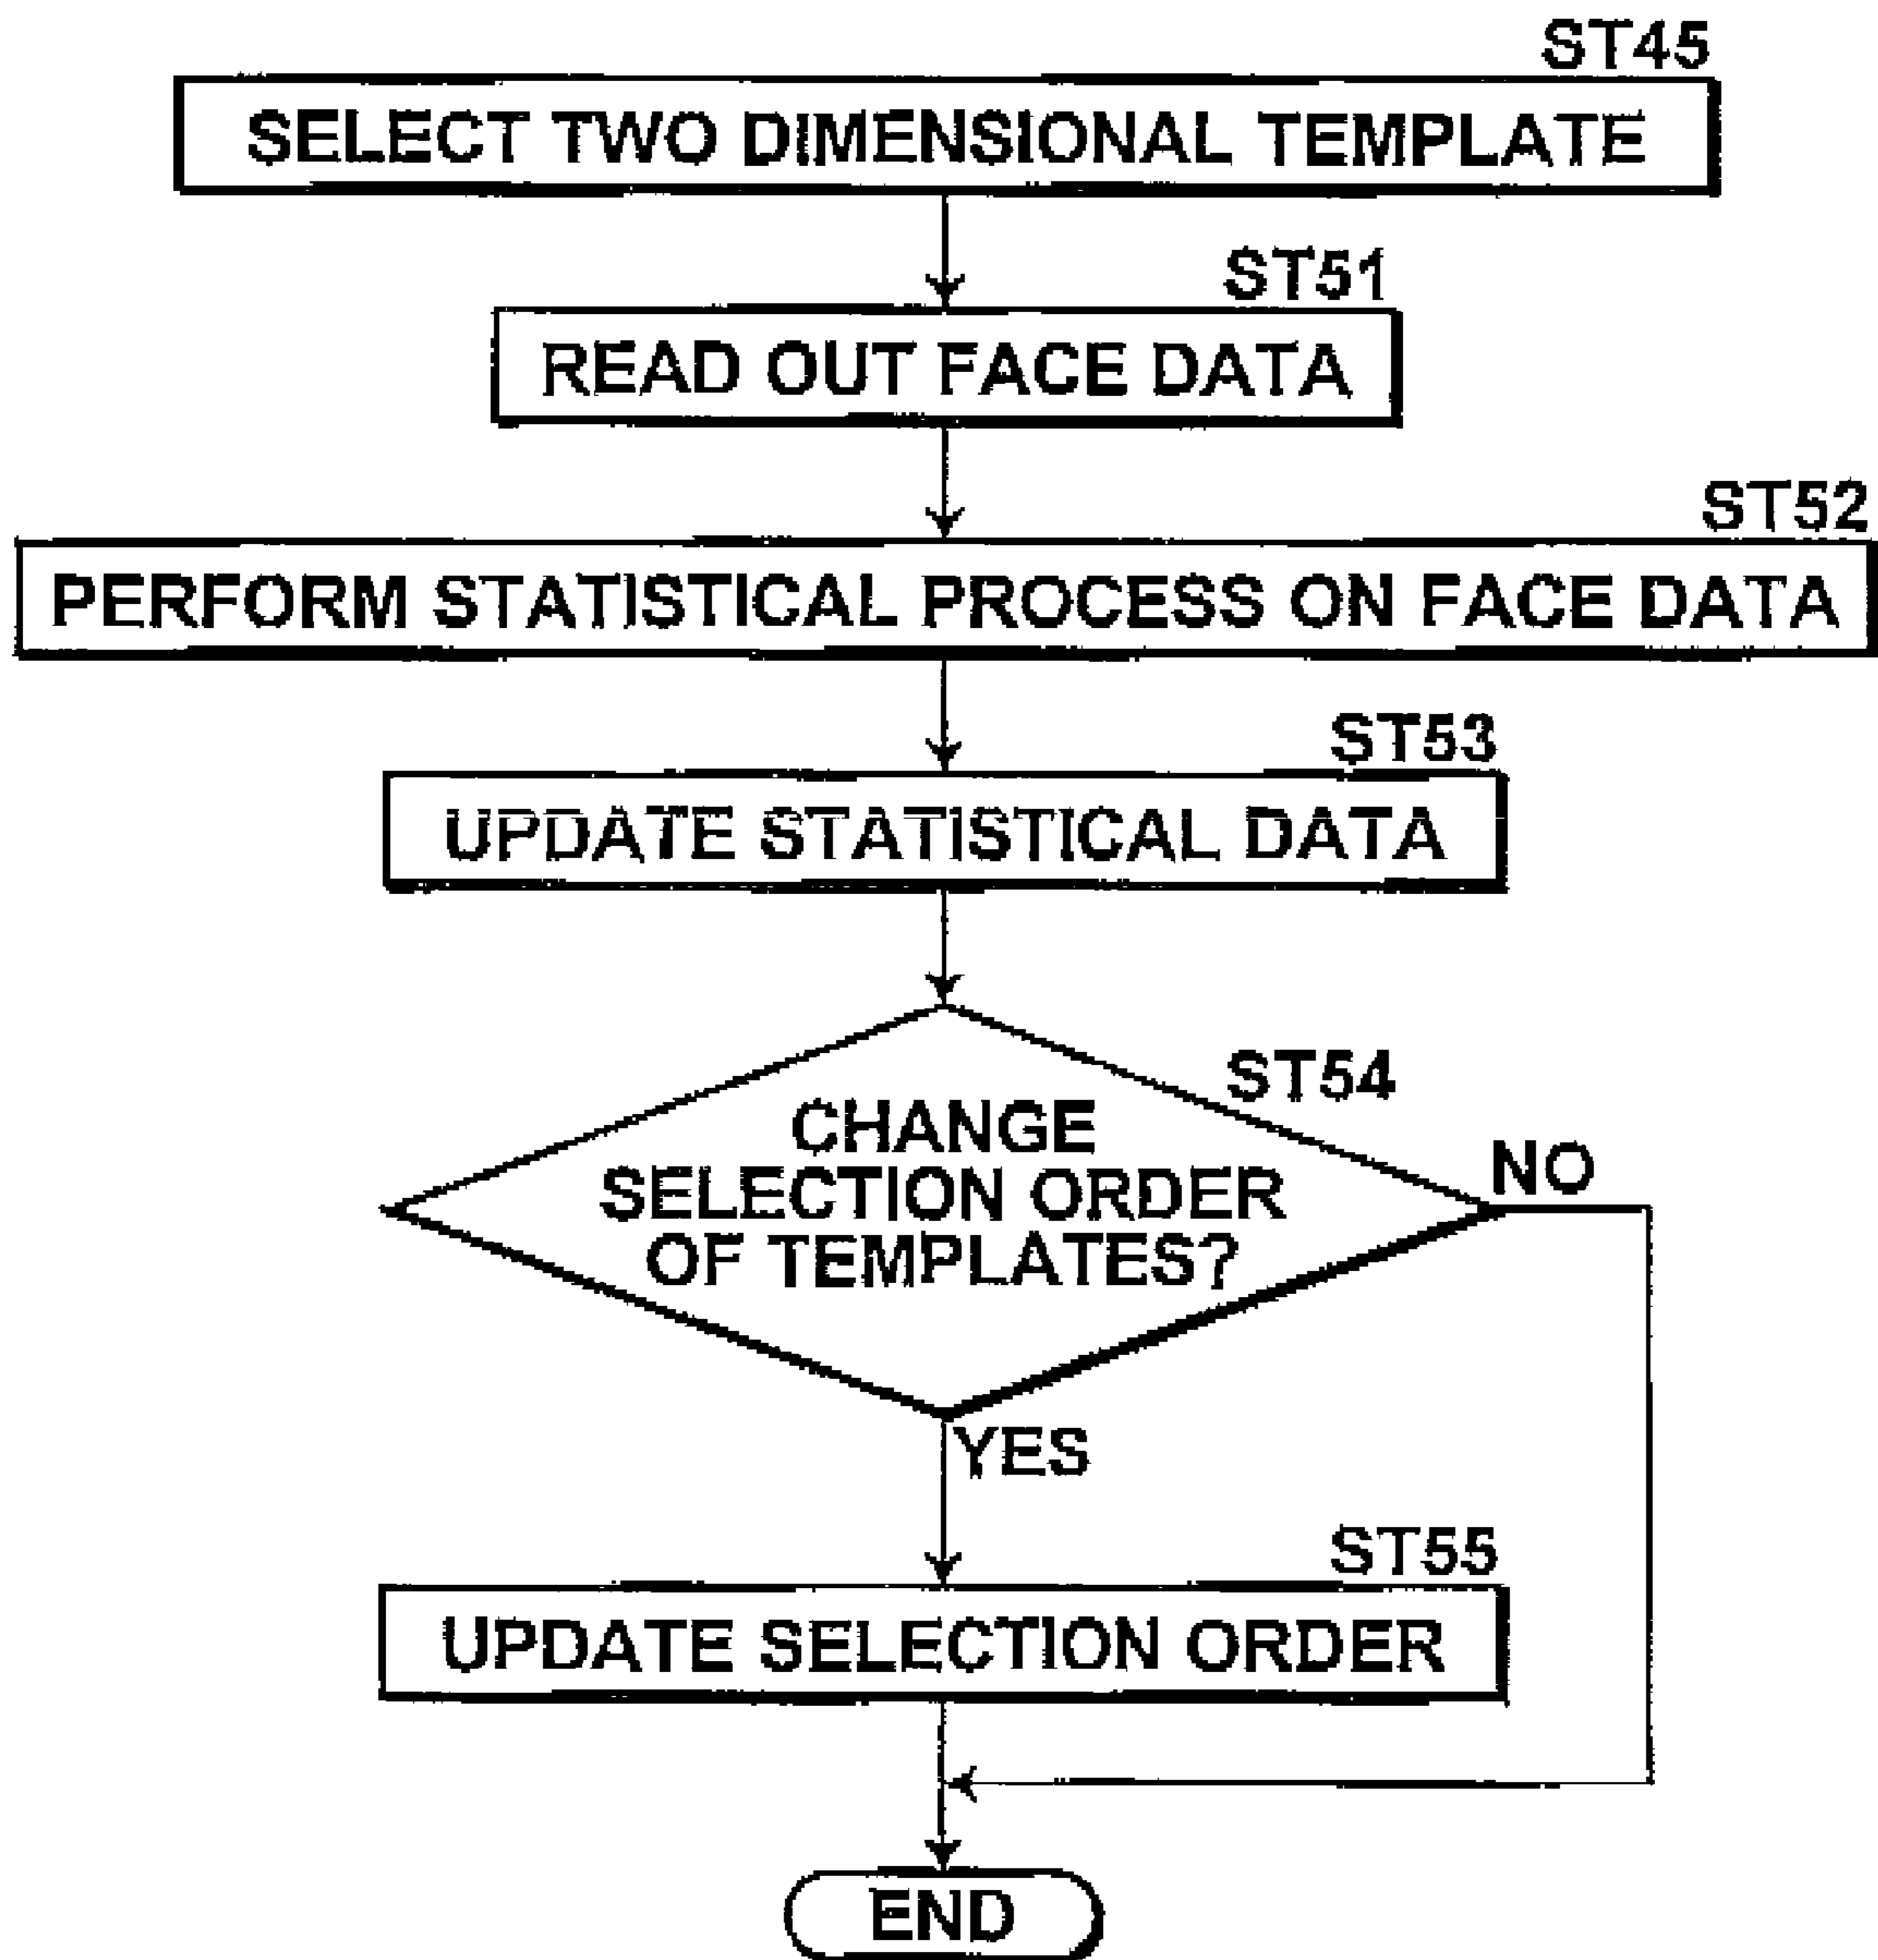 ST45
SELECT TWO DIMENSIONAL TEMPLATE
ST51
READ OUT FACE DATA
ST52
PERFORM STATISTICAL PROCESS ON FACE DATA
ST53
UPDATE STATISTICAL DATA
ST54
CHANGE
SELECTION ORDER
OF TEMPLATES?
NO
YES
ST55
UPDATE SELECTION ORDER
END